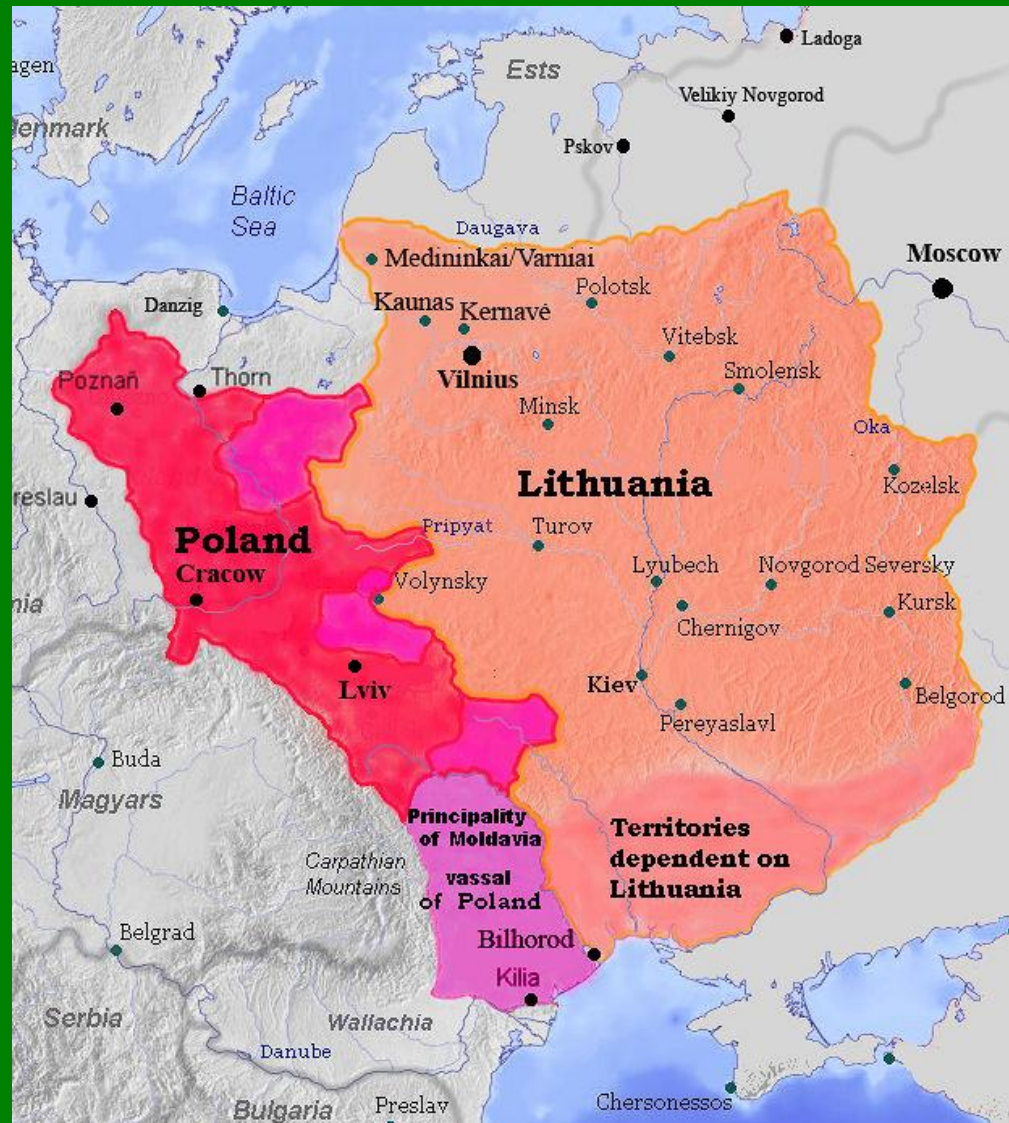 Ladoga
agen
Ests
Velikiy Novgorod
enmark
Pskov
Baltic
Sea
Daugava
Moscow
Medininkai/Varniai
Polotsk
Danzig
Kaunas
Kernavė
Vitebsk
Vilnius
Smolensk
Poznañ
Thorn
Minsk
Oka
Lithuania
Kozelsk
reslau
Pripyat
Turov
Poland
Cracow
Volynsky
Lyubech
Novgorod Seversky
nia
Kursk
Chernigov
Lviv
Kiev
Belgorod
Pereyaslavl
Buda
Magyars
Principality
of Moldavia
vassal
of Poland
Territories
dependent on
Lithuania
Carpathian
Mountains
Belgrad
Bilhorod
Kilia
Serbia
Wallachia
Danube
Bulgaria
Preslav
Chersonessos